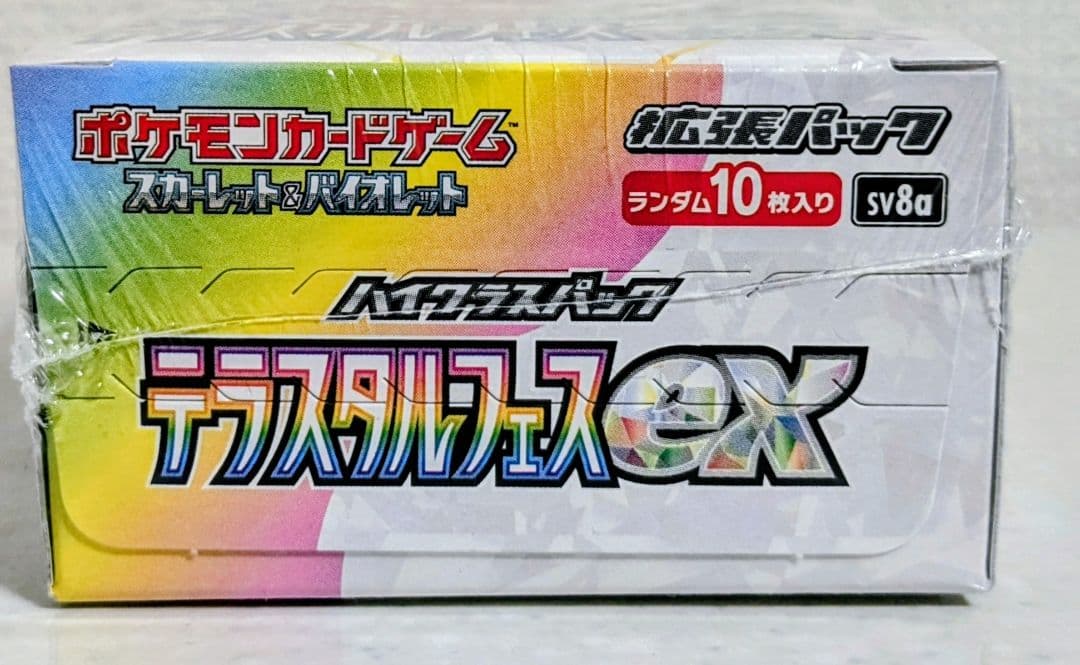 ポケモンカードゲーム™
スカーレット&バイオレット
拡張パック
ランダム10枚入り
SV8a
ハイクラスパック
テラスタルフェスex